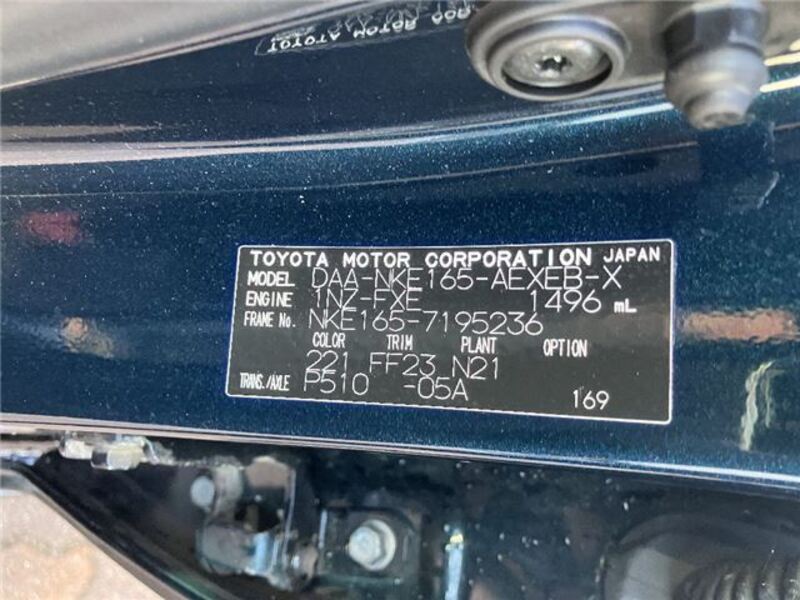 TOYOTA MOTOR CORPORATION JAPAN
MODEL DAA-NKE165-AEXEB-X
ENGINE 1NZ-FXE 1496 mL
FRAME No. NKE165-7195236
COLOR TRIM PLANT OPTION
221 FF23 N21
TRANS./AXLE P510 -05A 169